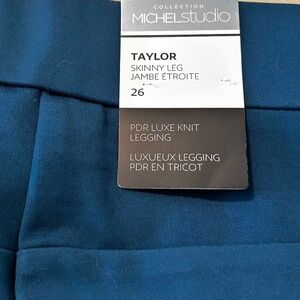 COLLECTION
MICHELstudio
TAYLOR
SKINNY LEG
JAMBE ÉTROITE
26
PDR LUXE KNIT
LEGGING
LUXUEUX LEGGING
PDR EN TRICOT